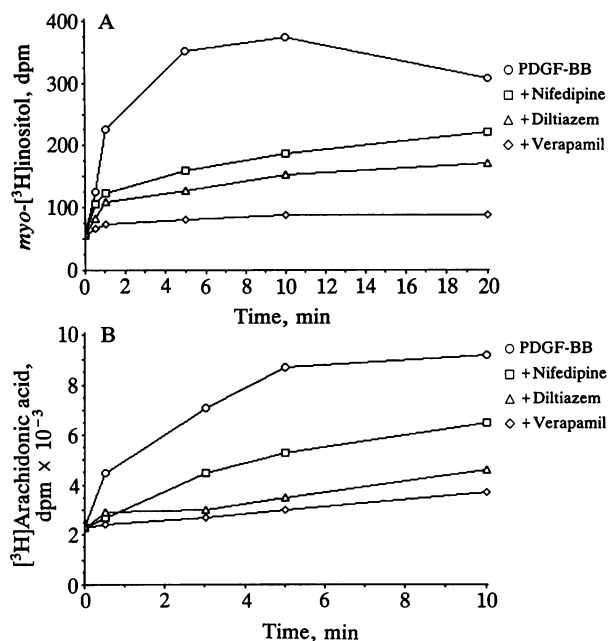 A
400
300
200
100
0
myo-[³H]inositol, dpm
0 2 4 6 8 10 12 14 16 18 20
Time, min
PDGF-BB
+Nifedipine
+Diltiazem
+Verapamil
B
10
8
6
4
2
0
[³H]Arachidonic acid,
dpm × 10⁻³
0 2 4 6 8 10
Time, min
PDGF-BB
+Nifedipine
+Diltiazem
+Verapamil